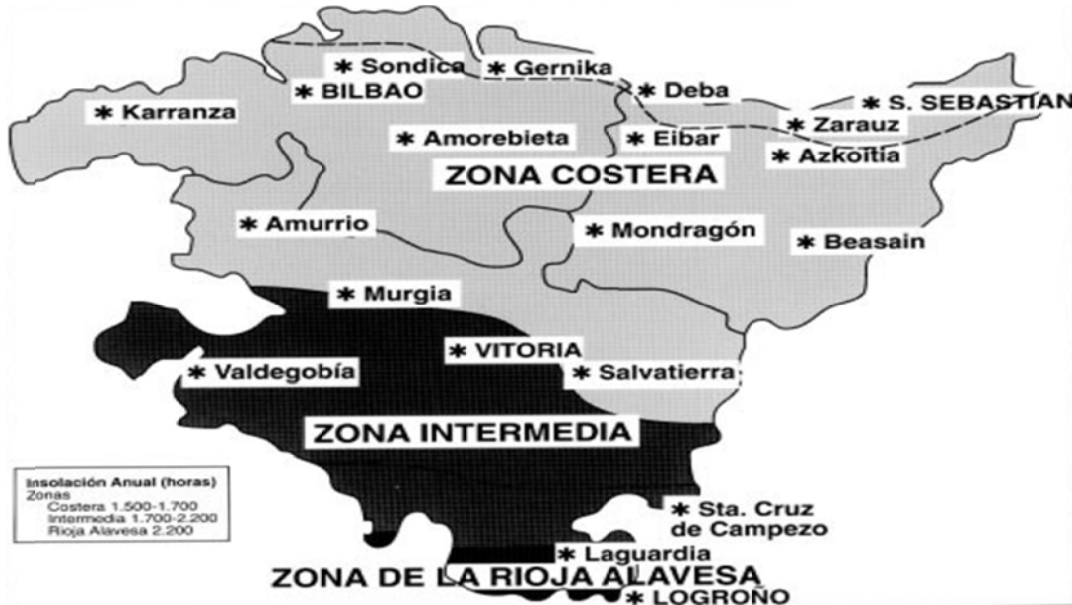 * Sondica
* Gernika
* BILBAO
* Deba
* S. SEBASTIAN
* Karranza
* Zarauz
* Amorebieta
* Eibar
* Azkoitia
ZONA COSTERA
* Amurrio
* Mondragón
* Beasain
* Murgia
* VITORIA
* Valdegobía
* Salvatierra
ZONA INTERMEDIA
Insolación Anual (horas)
Zonas
Costera 1.500-1.700
Intermedia 1.700-2.200
Rioja Alavesa 2.200
* Sta. Cruz
de Campezo
* Laguardia
ZONA DE LA RIOJA ALAVESA
* LOGROÑO